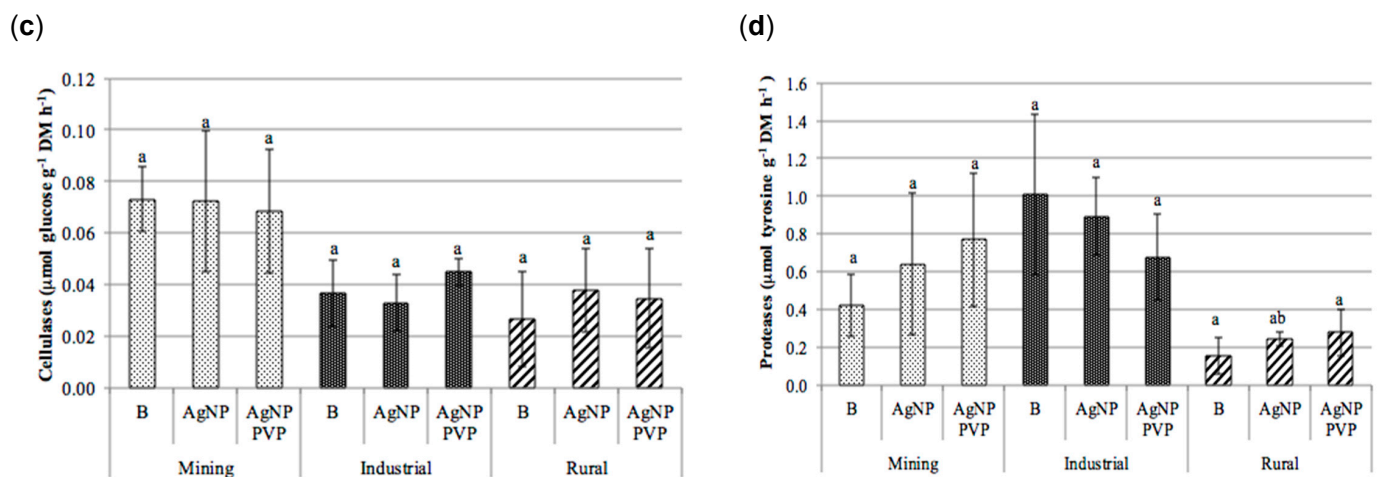 (c)
Cellulases (µmol glucose g⁻¹ DM h⁻¹)
0.12
0.10
0.08
0.06
0.04
0.02
0.00
a a a a a a a a a
B AgNP AgNP PVP B AgNP AgNP PVP B AgNP AgNP PVP
Mining Industrial Rural
(d)
Proteases (µmol tyrosine g⁻¹ DM h⁻¹ )
1.6
1.4
1.2
1.0
0.8
0.6
0.4
0.2
0.0
a a a a a a a ab a
B AgNP AgNP PVP B AgNP AgNP PVP B AgNP AgNP PVP
Mining Industrial Rural